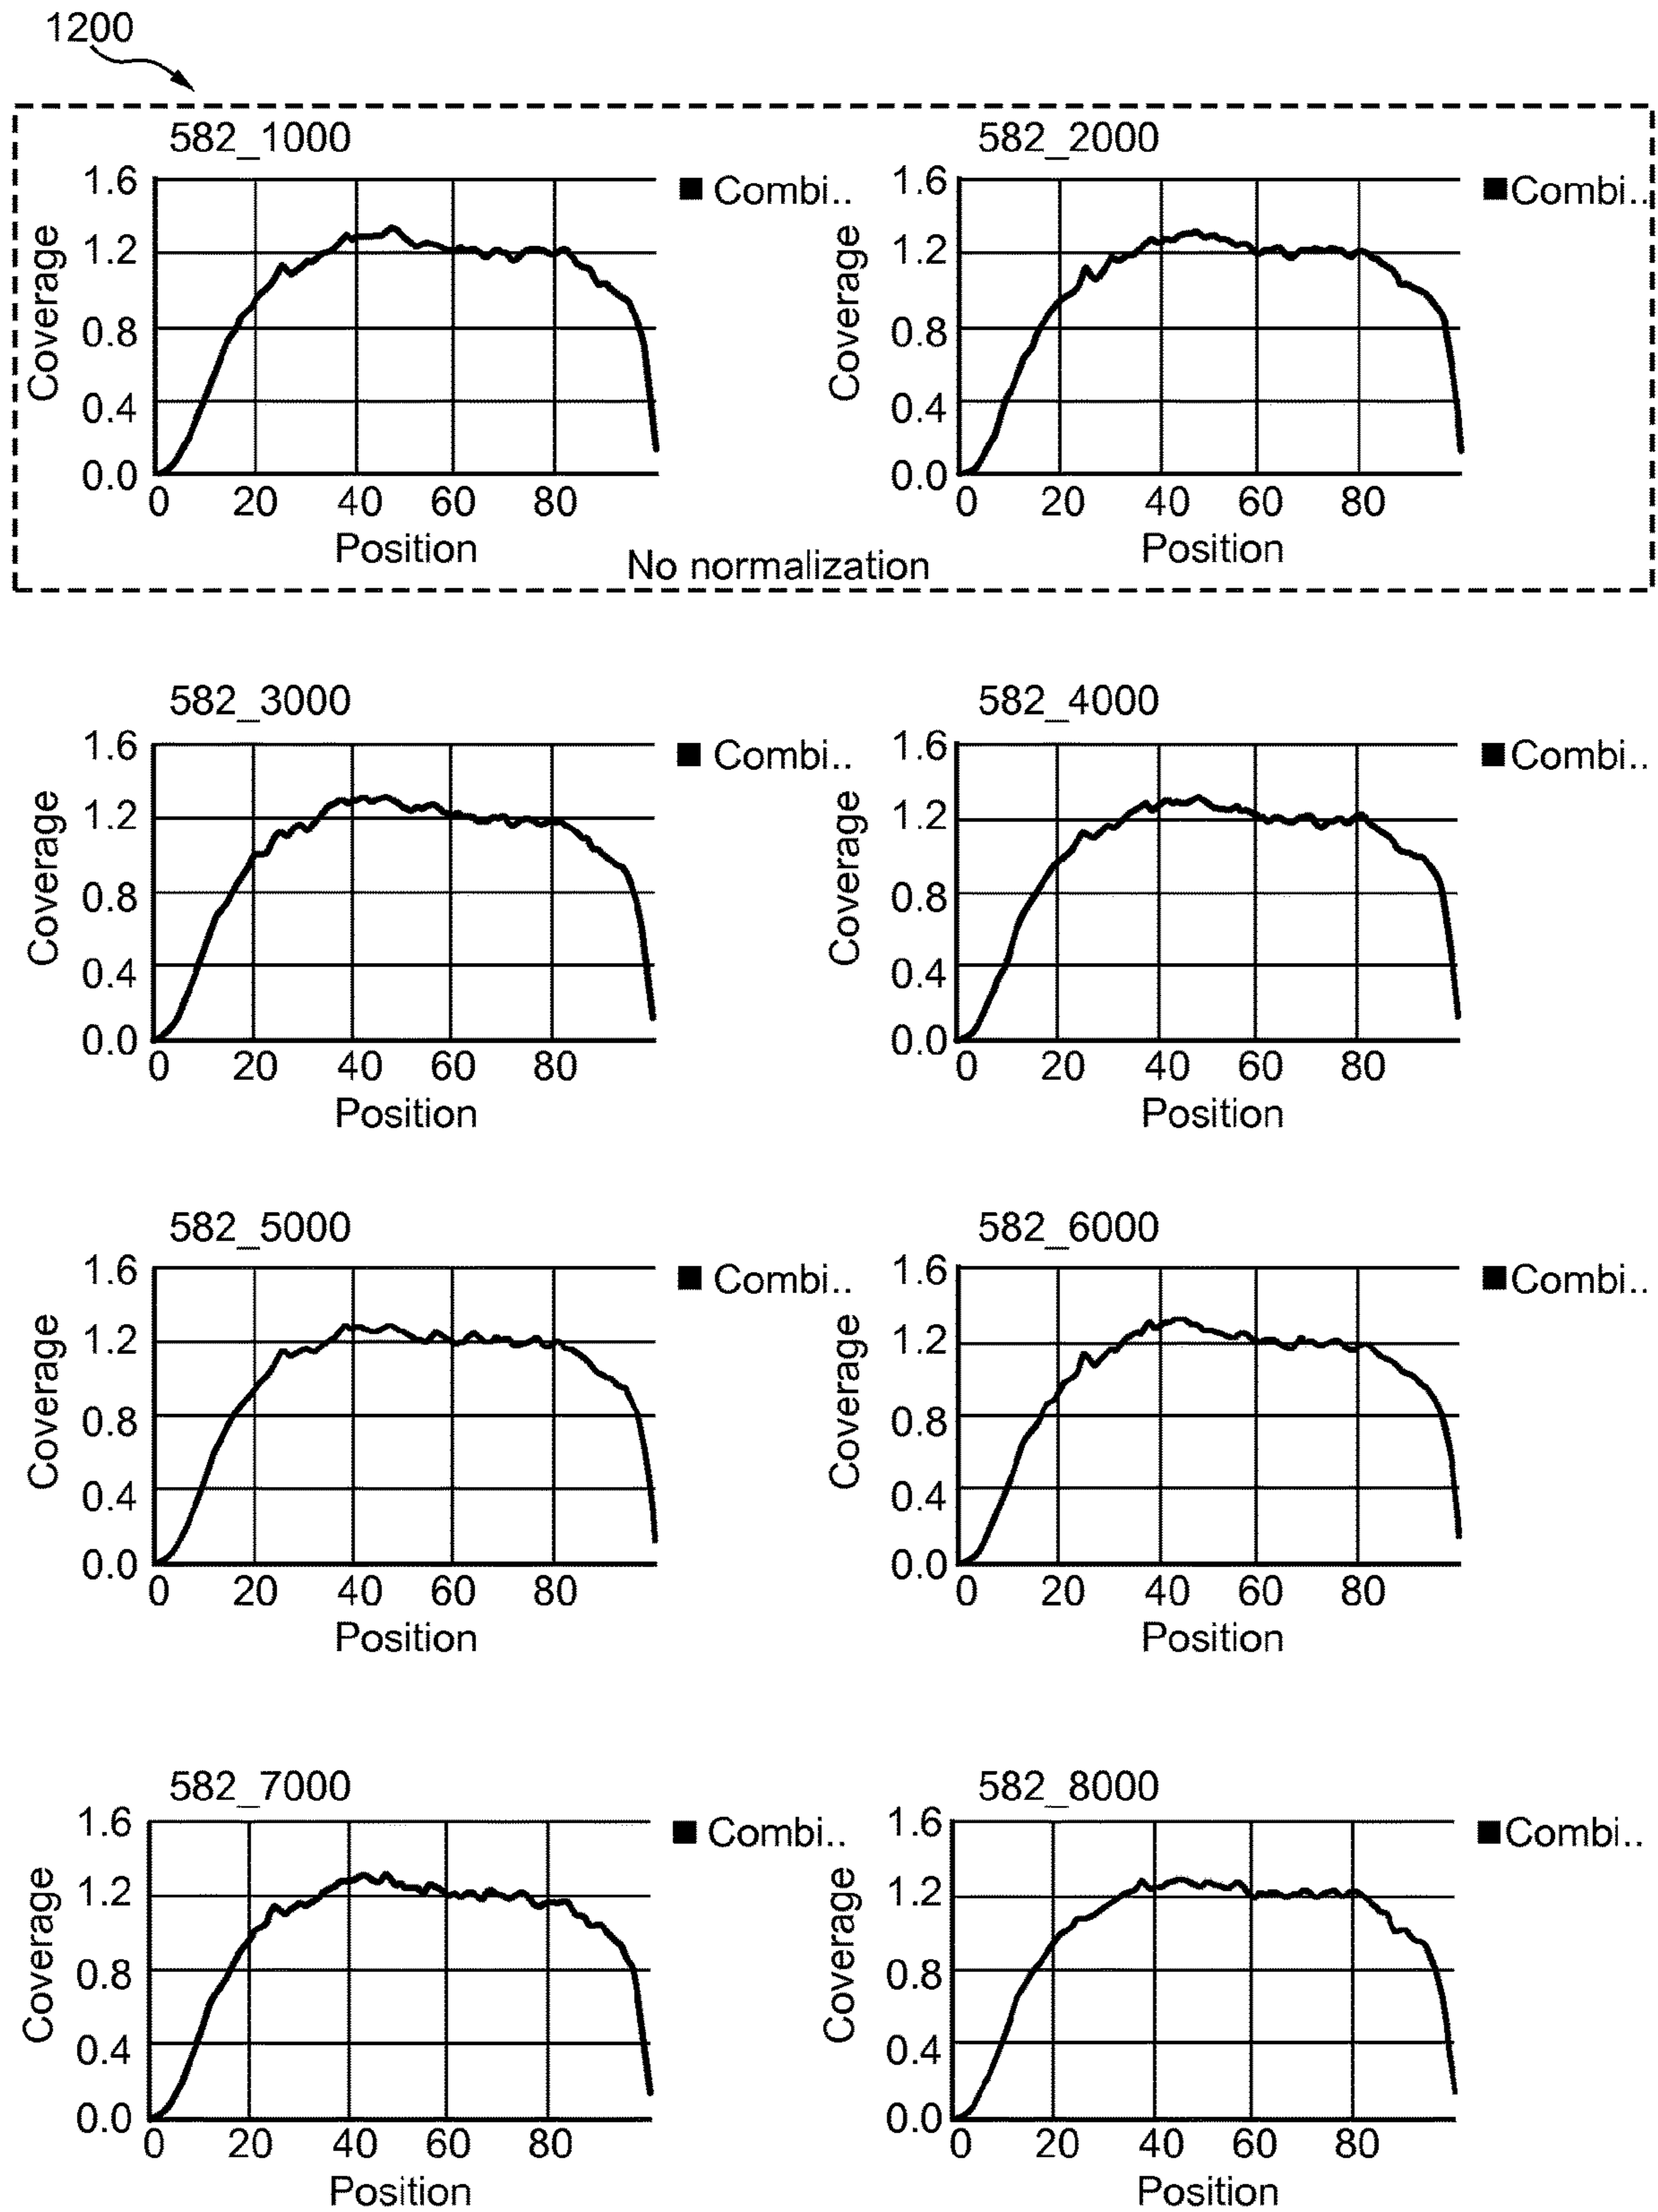 1200
582_1000 582_2000
1.6 Combi.. 1.6 Combi..
1.2 1.2
Coverage Coverage
0.8 0.8
0.4 0.4
0.0 0.0
0 20 40 60 80 0 20 40 60 80
Position Position
No normalization
582_3000 582_4000
1.6 Combi.. 1.6 Combi..
1.2 1.2
Coverage Coverage
0.8 0.8
0.4 0.4
0.0 0.0
0 20 40 60 80 0 20 40 60 80
Position Position
582_5000 582_6000
1.6 Combi.. 1.6 Combi..
1.2 1.2
Coverage Coverage
0.8 0.8
0.4 0.4
0.0 0.0
0 20 40 60 80 0 20 40 60 80
Position Position
582_7000 582_8000
1.6 Combi.. 1.6 Combi..
1.2 1.2
Coverage Coverage
0.8 0.8
0.4 0.4
0.0 0.0
0 20 40 60 80 0 20 40 60 80
Position Position